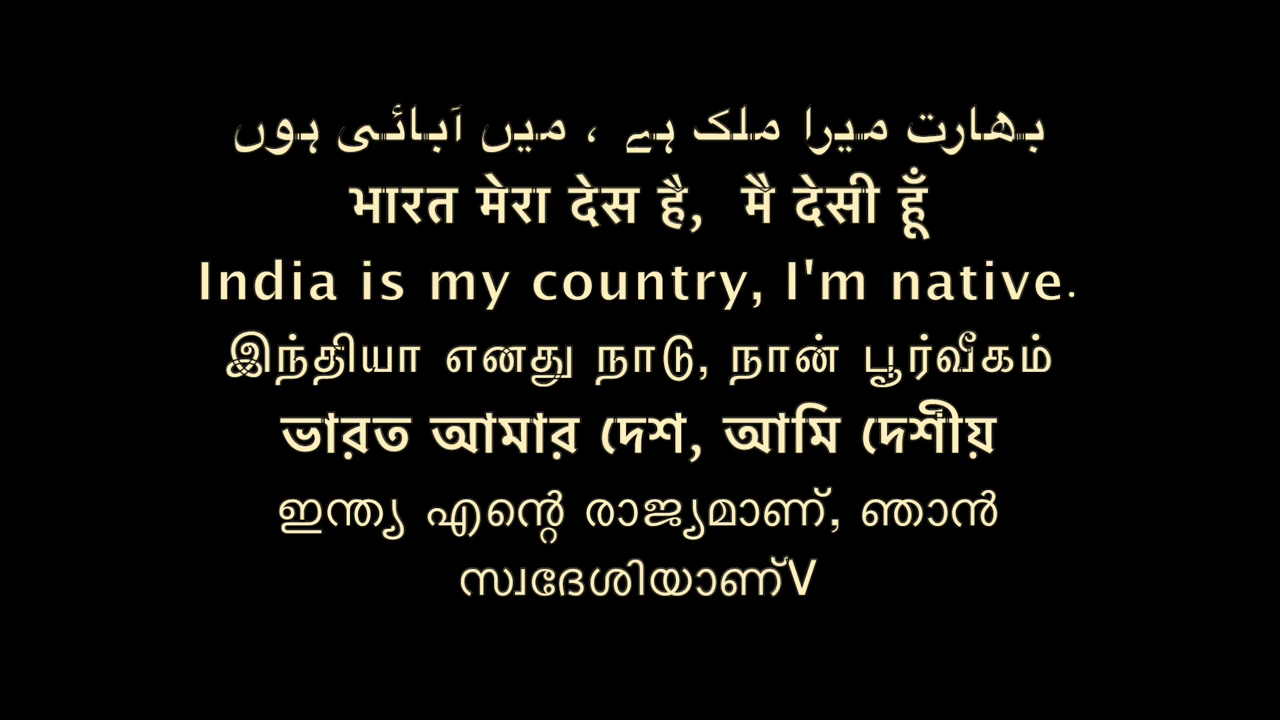 بھارت میرا ملک ہے ، میں آبائی ہوں
भारत मेरा देस है, मै देसी हूँ
India is my country, I'm native.
இந்தியா எனது நாடு, நான் பூர்வீகம்
ভারত আমার দেশ, আমি দেশীয়
ഇന്ത്യ എന്റെ രാജ്യമാണ്, ഞാൻ
സ്വദേശിയാണ്V